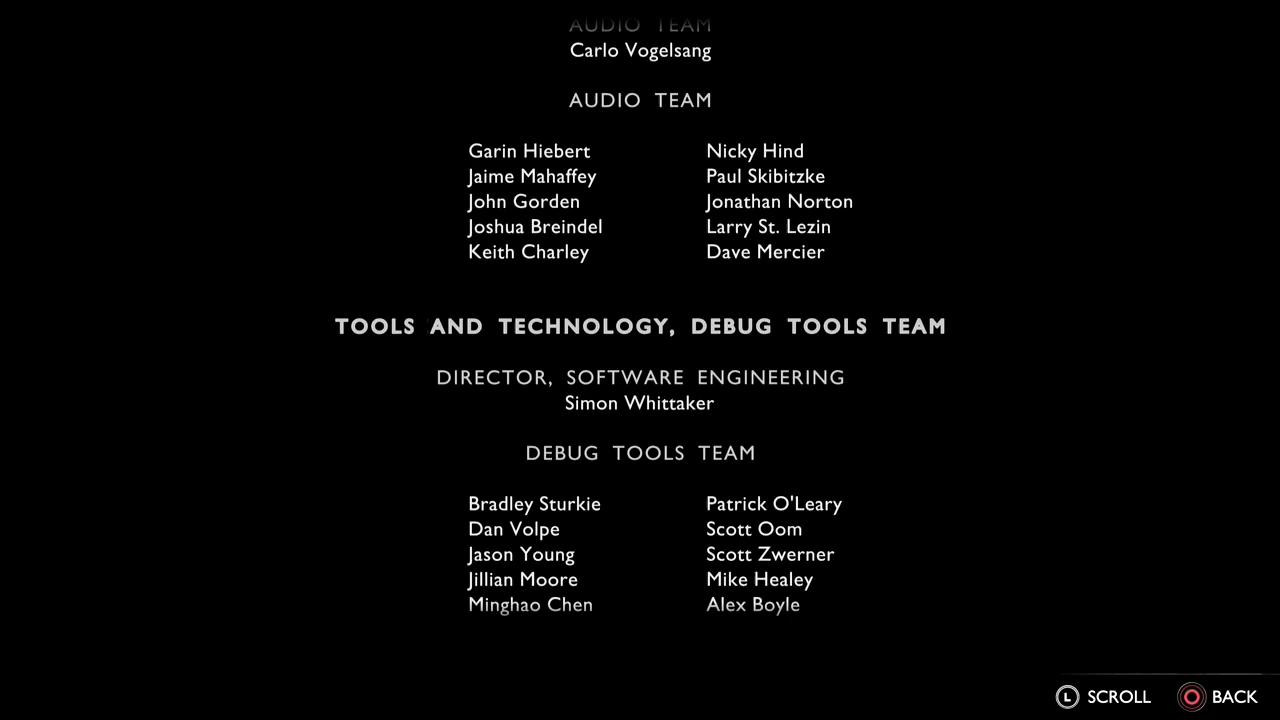 AUDIO TEAM
Carlo Vogelsang
AUDIO TEAM
Garin Hiebert Nicky Hind
Jaime Mahaffey Paul Skibitzke
John Gorden Jonathan Norton
Joshua Breindel Larry St. Lezin
Keith Charley Dave Mercier
TOOLS AND TECHNOLOGY, DEBUG TOOLS TEAM
DIRECTOR, SOFTWARE ENGINEERING
Simon Whittaker
DEBUG TOOLS TEAM
Bradley Sturkie Patrick O'Leary
Dan Volpe Scott Oom
Jason Young Scott Zwerner
Jillian Moore Mike Healey
Minghao Chen Alex Boyle
L SCROLL BACK